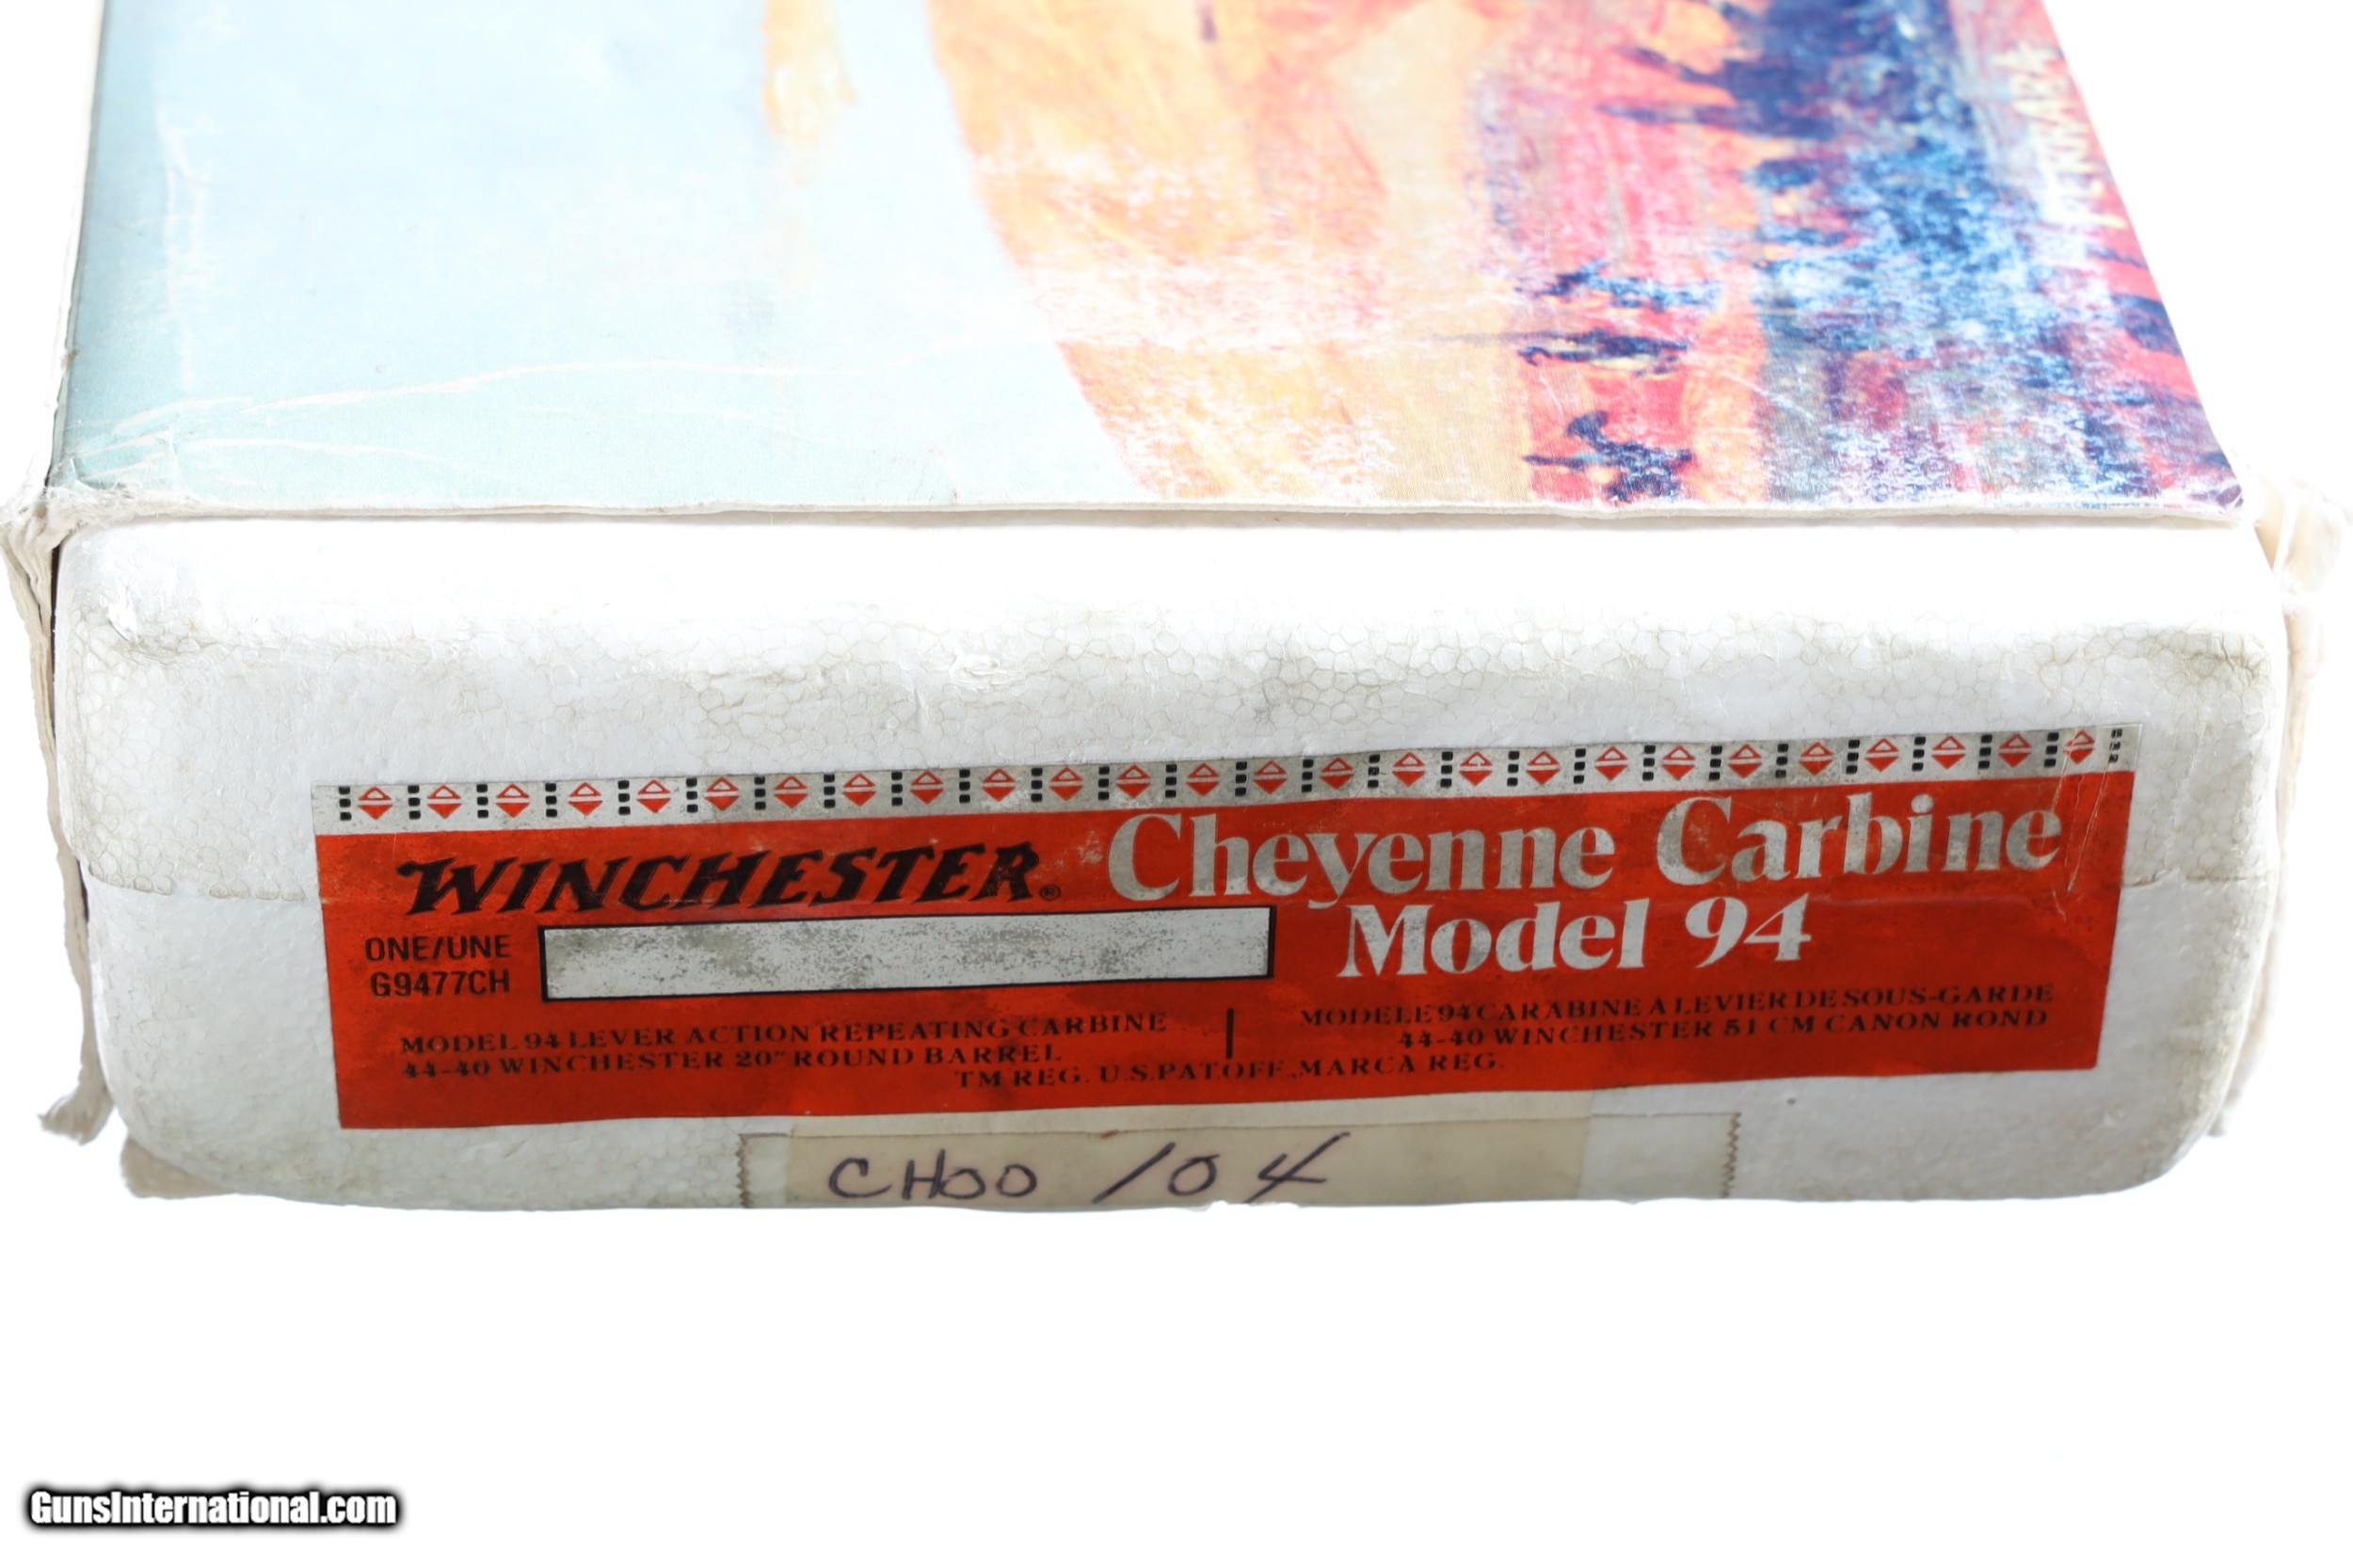 PETNARA
WINCHESTER® Cheyenne Carbine
Model 94
ONE/UNE
G9477CH
MODEL 94 LEVER ACTION REPEATING CARBINE
44-40 WINCHESTER 20" ROUND BARREL
MODELE 94 CARABINE A LEVIER DE SOUS-GARDE
44-40 WINCHESTER 51 CM CANON ROND
TM REG. U.S. PAT OFF., MARCA REG.
CH00104
GunsInternational.com